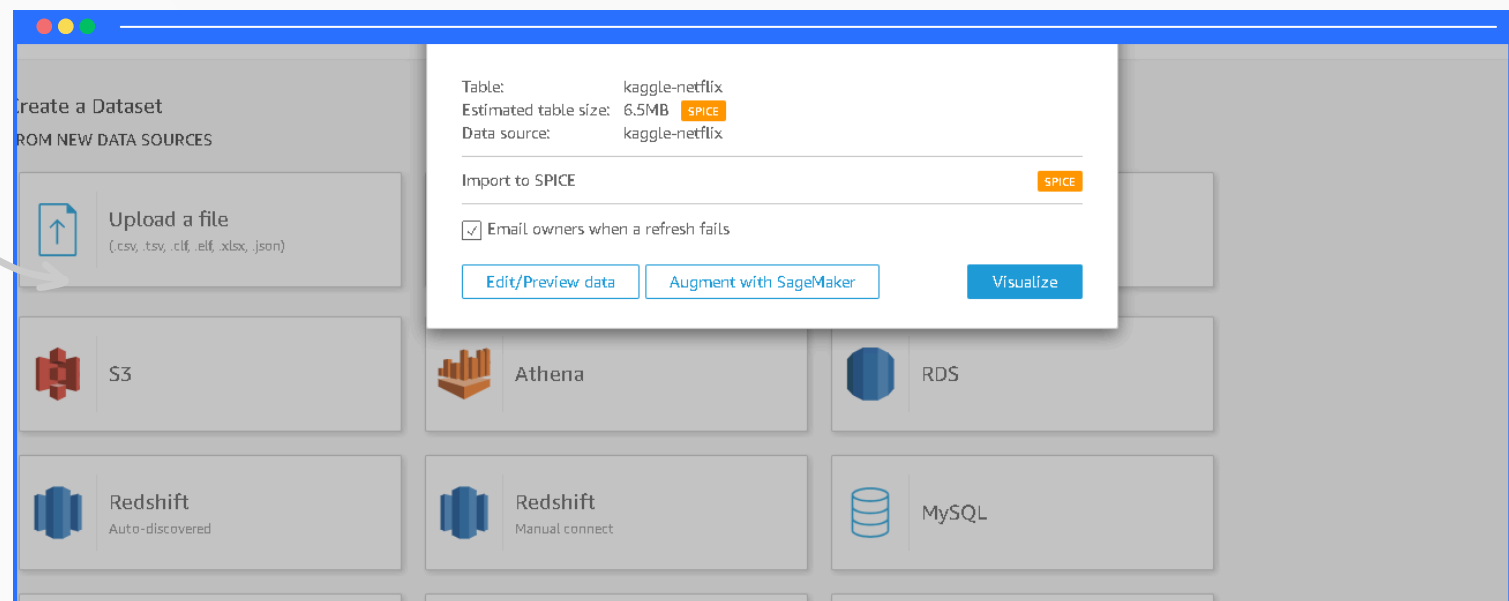 Table: kaggle-netflix
Estimated table size: 6.5MB SPICE
Data source: kaggle-netflix
Import to SPICE SPICE
Email owners when a refresh fails
Edit/Preview data Augment with SageMaker Visualize
reate a Dataset
ROM NEW DATA SOURCES
Upload a file
(.csv, .tsv, .clf, .elf, .xlsx, .json)
S3
Athena
RDS
Redshift
Auto-discovered
Redshift
Manual connect
MySQL